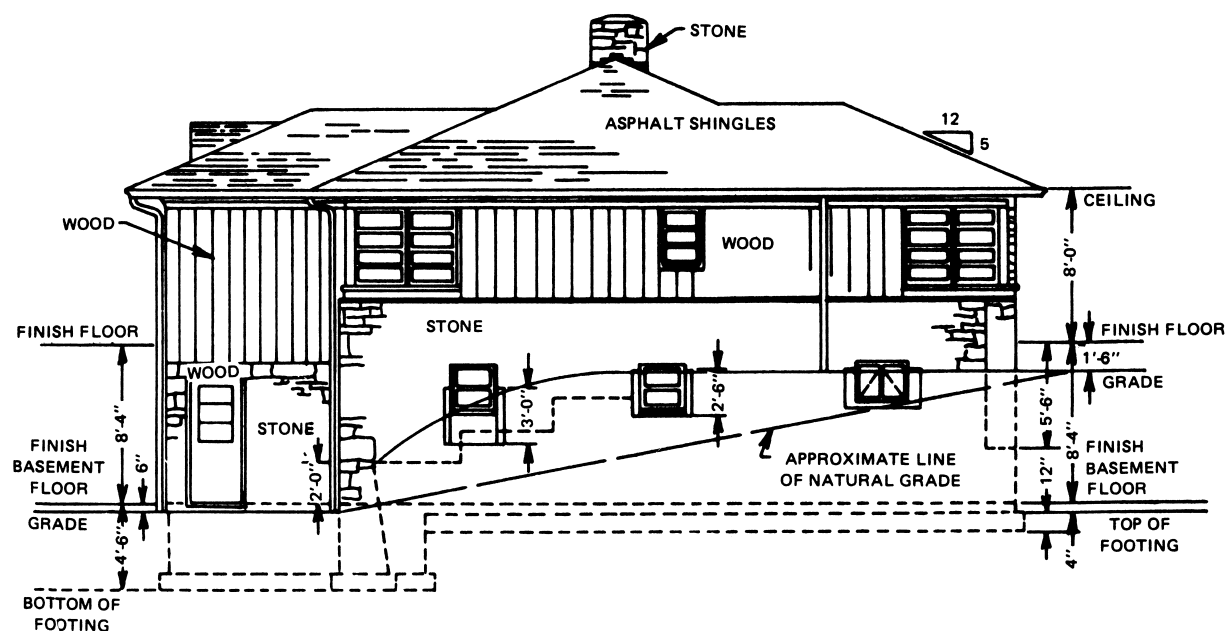 STONE
12
ASPHALT SHINGLES
5
CEILING
WOOD
WOOD
8'-0"
STONE
FINISH FLOOR
FINISH FLOOR
1'-6"
WOOD
GRADE
2'-6"
3'-0"
5'-6"
8'-4"
8'-4"
STONE
FINISH
BASEMENT
FLOOR
APPROXIMATE LINE
OF NATURAL GRADE
FINISH
BASEMENT
FLOOR
6"
2'-0"
12"
GRADE
4'-6"
4"
TOP OF
FOOTING
BOTTOM OF
FOOTING